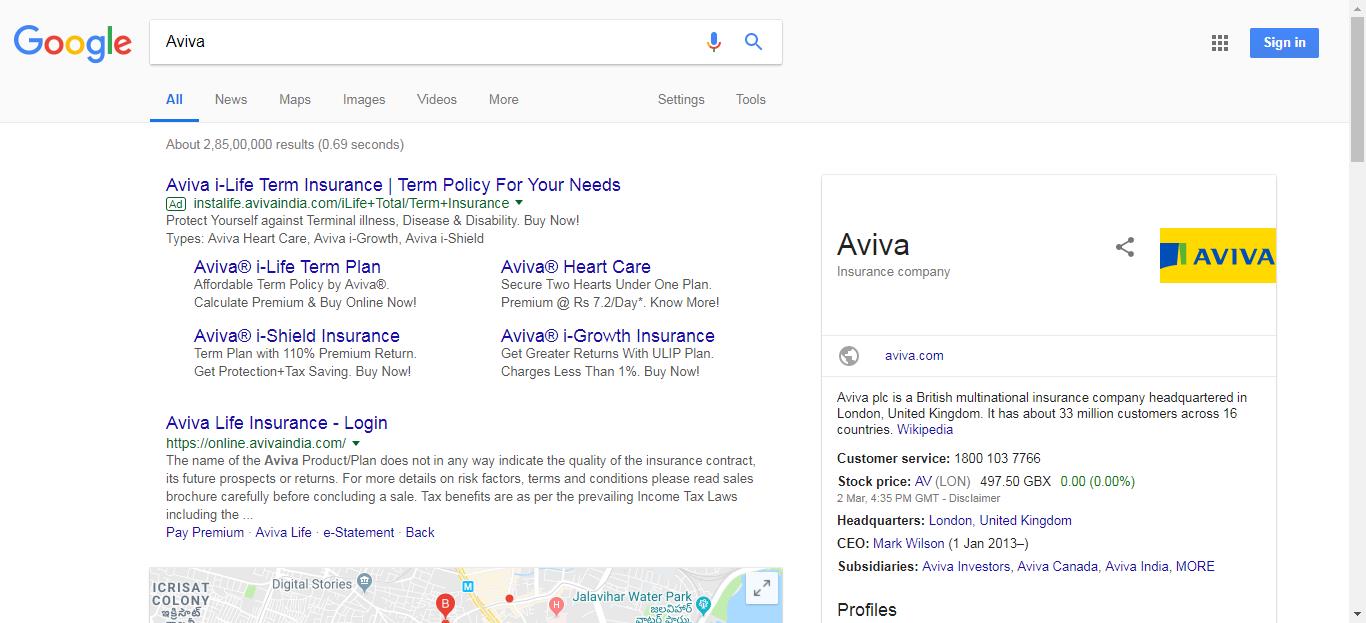 Google
Aviva
Sign in
All News Maps Images Videos More Settings Tools
About 2,85,00,000 results (0.69 seconds)
Aviva i-Life Term Insurance | Term Policy For Your Needs
Ad instalife.avivaindia.com/iLife+Total/Term+Insurance
Protect Yourself against Terminal illness, Disease & Disability. Buy Now!
Types: Aviva Heart Care, Aviva i-Growth, Aviva i-Shield
Aviva® i-Life Term Plan
Affordable Term Policy by Aviva®.
Calculate Premium & Buy Online Now!
Aviva® Heart Care
Secure Two Hearts Under One Plan.
Premium @ Rs 7.2/Day*. Know More!
Aviva® i-Shield Insurance
Term Plan with 110% Premium Return.
Get Protection+Tax Saving. Buy Now!
Aviva® i-Growth Insurance
Get Greater Returns With ULIP Plan.
Charges Less Than 1%. Buy Now!
Aviva Life Insurance - Login
https://online.avivaindia.com/
The name of the Aviva Product/Plan does not in any way indicate the quality of the insurance contract,
its future prospects or returns. For more details on risk factors, terms and conditions please read sales
brochure carefully before concluding a sale. Tax benefits are as per the prevailing Income Tax Laws
including the ...
Pay Premium · Aviva Life · e-Statement · Back
ICRISAT
COLONY
ఇక్రిసాట్
Digital Stories
M
B
H
Jalavihar Water Park
జలవిహార్
Aviva
Insurance company
AVIVA
aviva.com
Aviva plc is a British multinational insurance company headquartered in
London, United Kingdom. It has about 33 million customers across 16
countries. Wikipedia
Customer service: 1800 103 7766
Stock price: AV (LON) 497.50 GBX 0.00 (0.00%)
2 Mar, 4:35 PM GMT - Disclaimer
Headquarters: London, United Kingdom
CEO: Mark Wilson (1 Jan 2013–)
Subsidiaries: Aviva Investors, Aviva Canada, Aviva India, MORE
Profiles